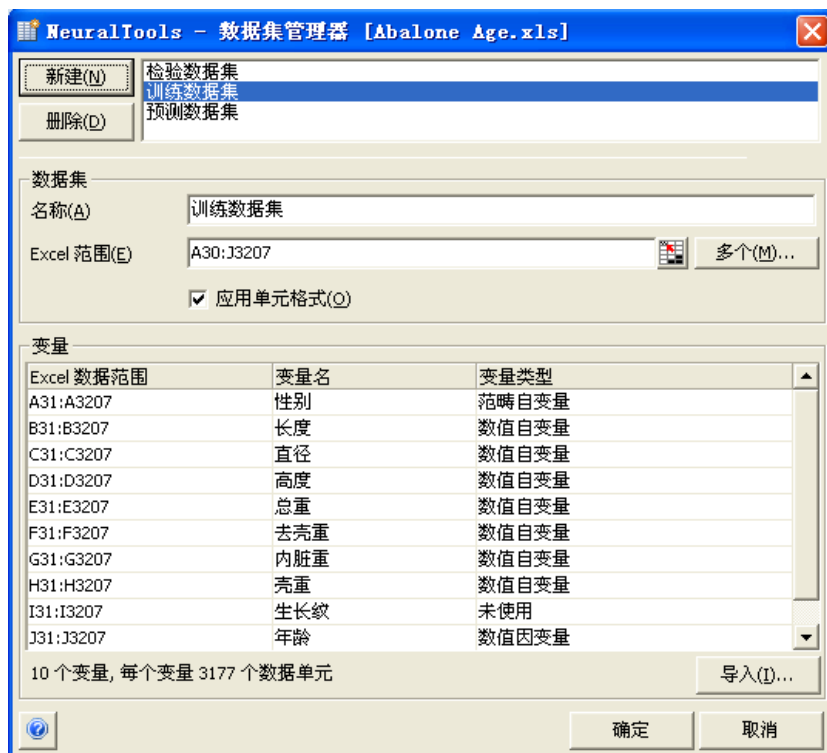 NeuralTools - 数据集管理器 [Abalone Age.xls]
新建(N)
删除(D)
检验数据集
训练数据集
预测数据集
数据集
名称(A)
训练数据集
Excel 范围(E)
A30:J3207
多个(M)...
应用单元格式(O)
变量
Excel 数据范围 变量名 变量类型
A31:A3207 性别 范畴自变量
B31:B3207 长度 数值自变量
C31:C3207 直径 数值自变量
D31:D3207 高度 数值自变量
E31:E3207 总重 数值自变量
F31:F3207 去壳重 数值自变量
G31:G3207 内脏重 数值自变量
H31:H3207 壳重 数值自变量
I31:I3207 生长纹 未使用
J31:J3207 年龄 数值因变量
10 个变量, 每个变量 3177 个数据单元
导入(I)...
确定
取消